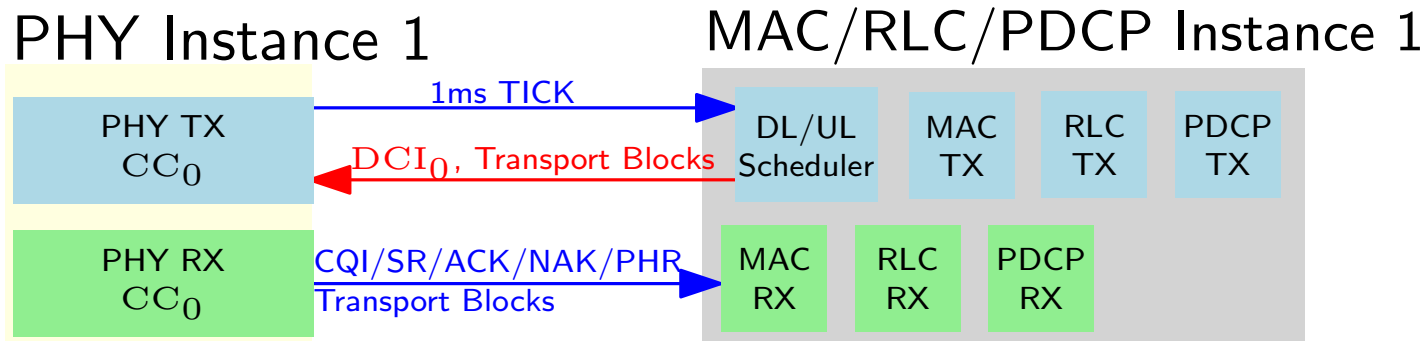 PHY Instance 1
MAC/RLC/PDCP Instance 1
1ms TICK
PHY TX
CC₀
DCI₀, Transport Blocks
DL/UL
Scheduler
MAC
TX
RLC
TX
PDCP
TX
PHY RX
CC₀
CQI/SR/ACK/NAK/PHR
Transport Blocks
MAC
RX
RLC
RX
PDCP
RX